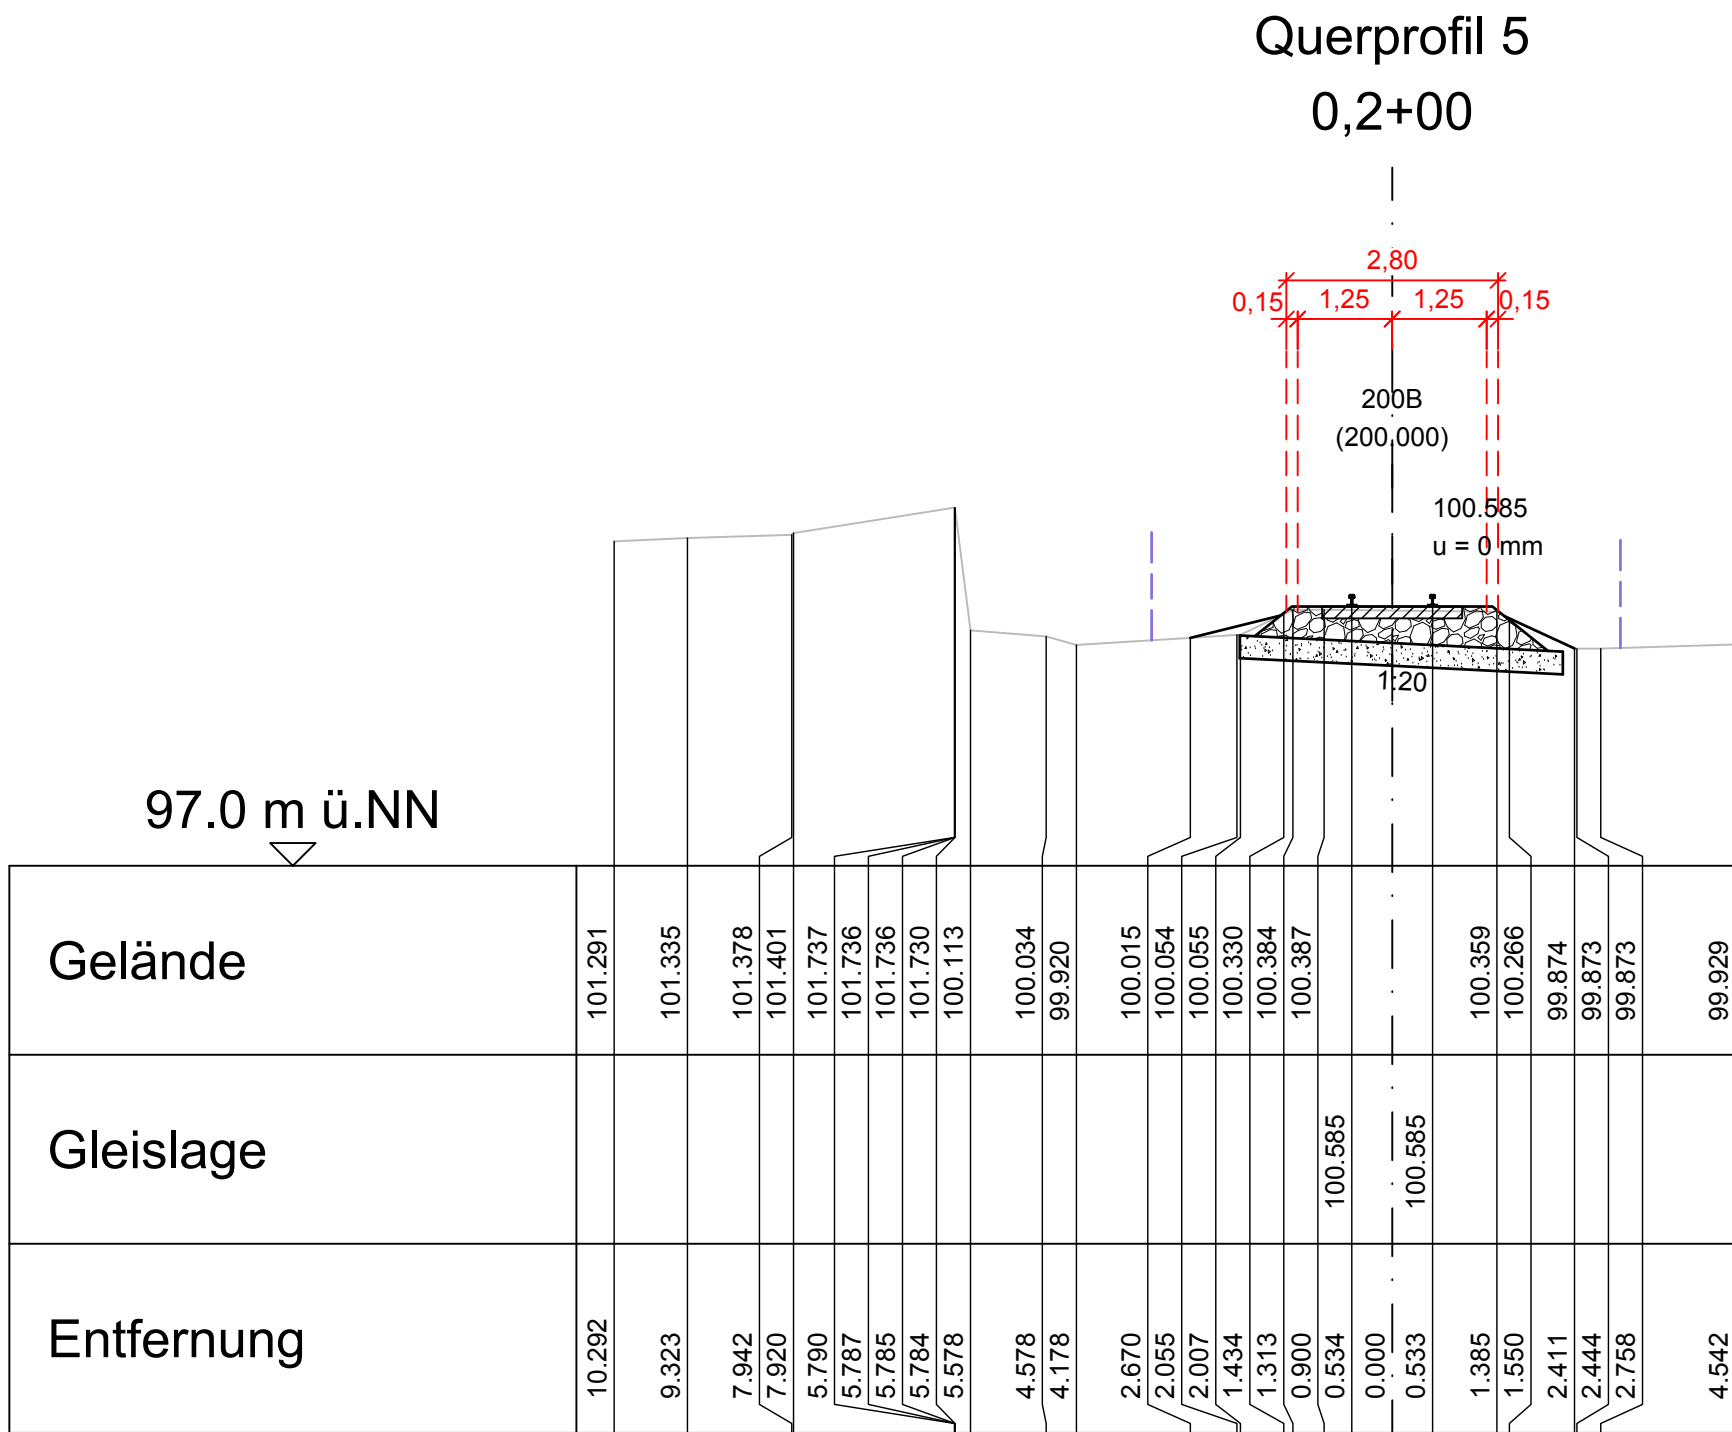 Querprofil 5
0,2+00
2,80
0,15 1,25 1,25 0,15
200B
(200.000)
100.585
u = 0 mm
1:20
97.0 m ü.NN
Gelände 101.291 101.335 101.378 101.401 101.737 101.736 101.736 101.730 100.113 100.034 99.920 100.015 100.054 100.055 100.330 100.384 100.387 100.359 100.266 99.874 99.873 99.873 99.929
Gleislage 100.585 100.585
Entfernung 10.292 9.323 7.942 7.920 5.790 5.787 5.785 5.784 5.578 4.578 4.178 2.670 2.055 2.007 1.434 1.313 0.900 0.534 0.000 0.533 1.385 1.550 2.411 2.444 2.758 4.542